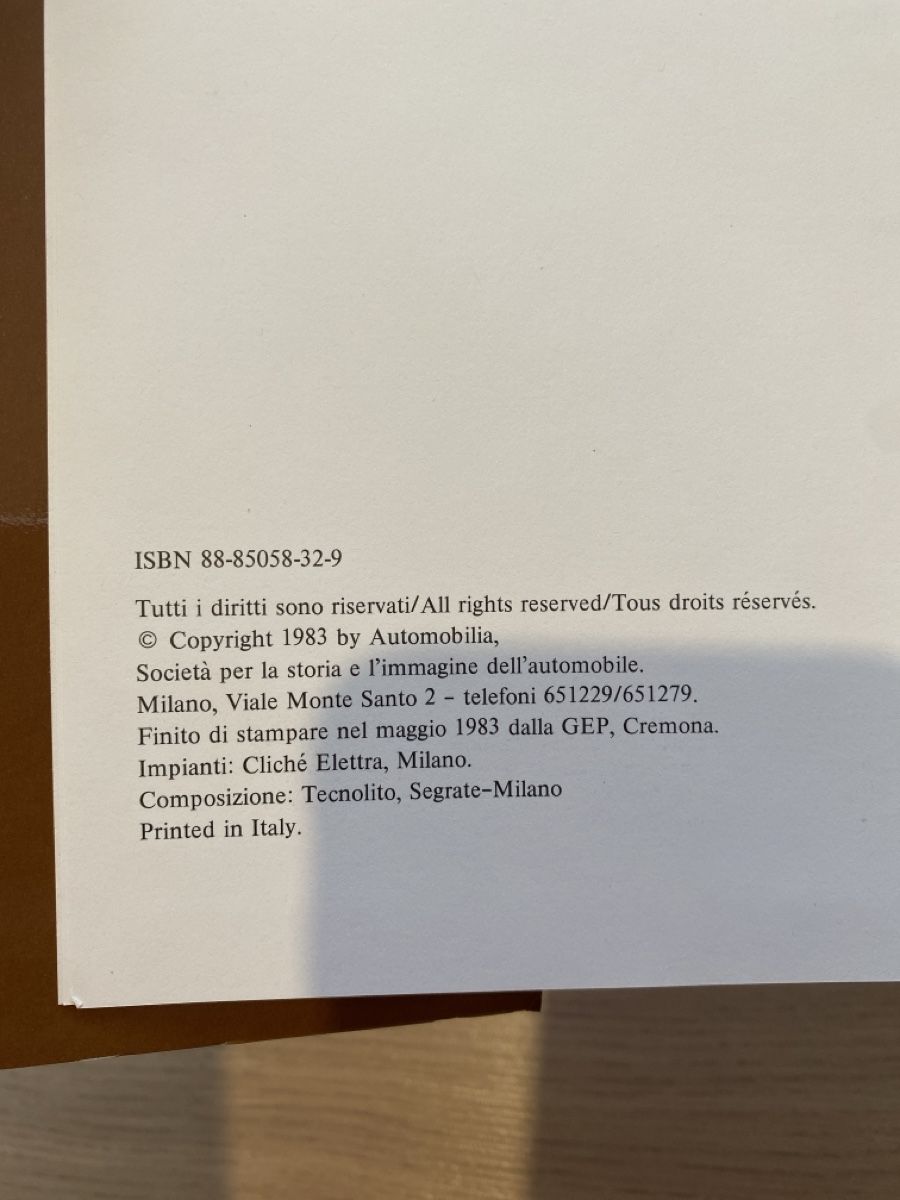 ISBN 88-85058-32-9
Tutti i diritti sono riservati/All rights reserved/Tous droits réservés.
© Copyright 1983 by Automobilia,
Società per la storia e l'immagine dell'automobile.
Milano, Viale Monte Santo 2 – telefoni 651229/651279.
Finito di stampare nel maggio 1983 dalla GEP, Cremona.
Impianti: Cliché Elettra, Milano.
Composizione: Tecnolito, Segrate–Milano
Printed in Italy.